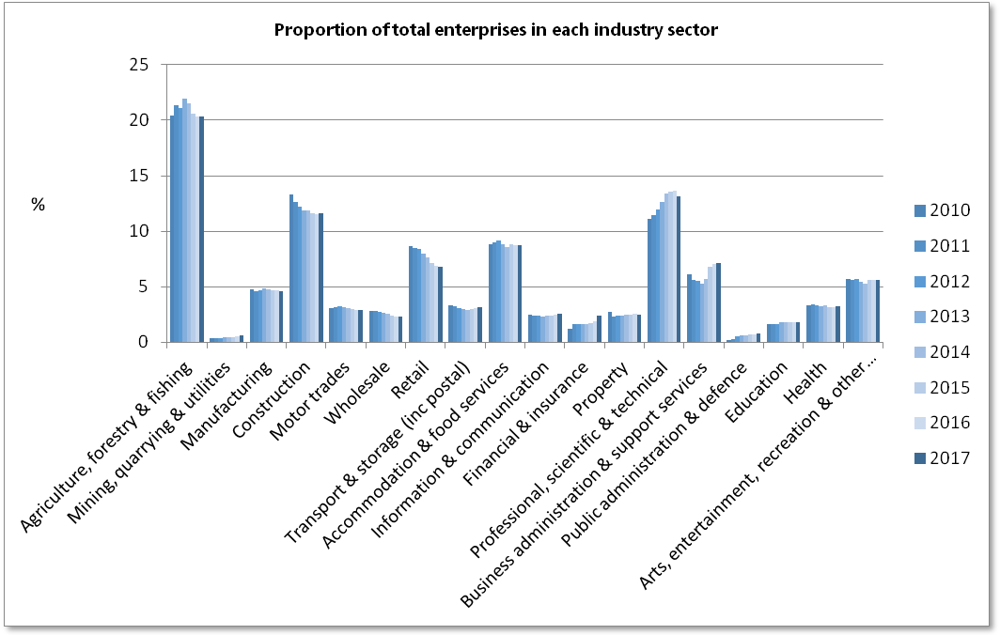 Proportion of total enterprises in each industry sector
25
20
15
10
5
0
%
Agriculture, forestry & fishing
Mining, quarrying & utilities
Manufacturing
Construction
Motor trades
Wholesale
Retail
Transport & storage (inc postal)
Accommodation & food services
Information & communication
Financial & insurance
Property
Professional, scientific & technical
Business administration & support services
Public administration & defence
Education
Health
Arts, entertainment, recreation & other...
2010
2011
2012
2013
2014
2015
2016
2017